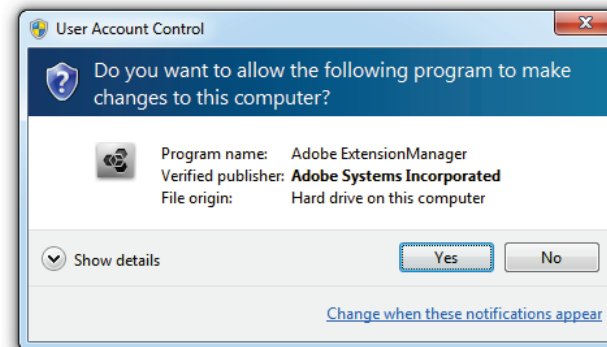 User Account Control
Do you want to allow the following program to make
changes to this computer?
Program name: Adobe ExtensionManager
Verified publisher: Adobe Systems Incorporated
File origin: Hard drive on this computer
Show details
Yes
No
Change when these notifications appear